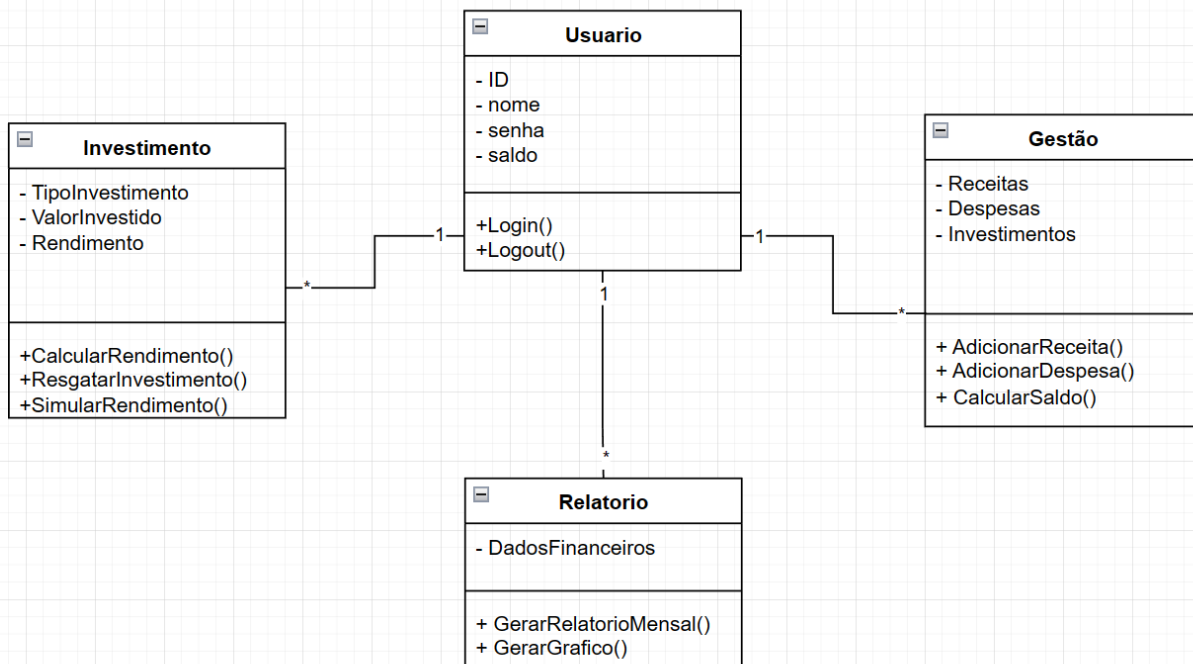 Usuario
- ID
- nome
- senha
- saldo
+Login()
+Logout()
Investimento
- TipoInvestimento
- ValorInvestido
- Rendimento
+CalcularRendimento()
+ResgatarInvestimento()
+SimularRendimento()
Gestão
- Receitas
- Despesas
- Investimentos
+ AdicionarReceita()
+ AdicionarDespesa()
+ CalcularSaldo()
1
*
1
*
1
*
Relatorio
- DadosFinanceiros
+ GerarRelatorioMensal()
+ GerarGrafico()